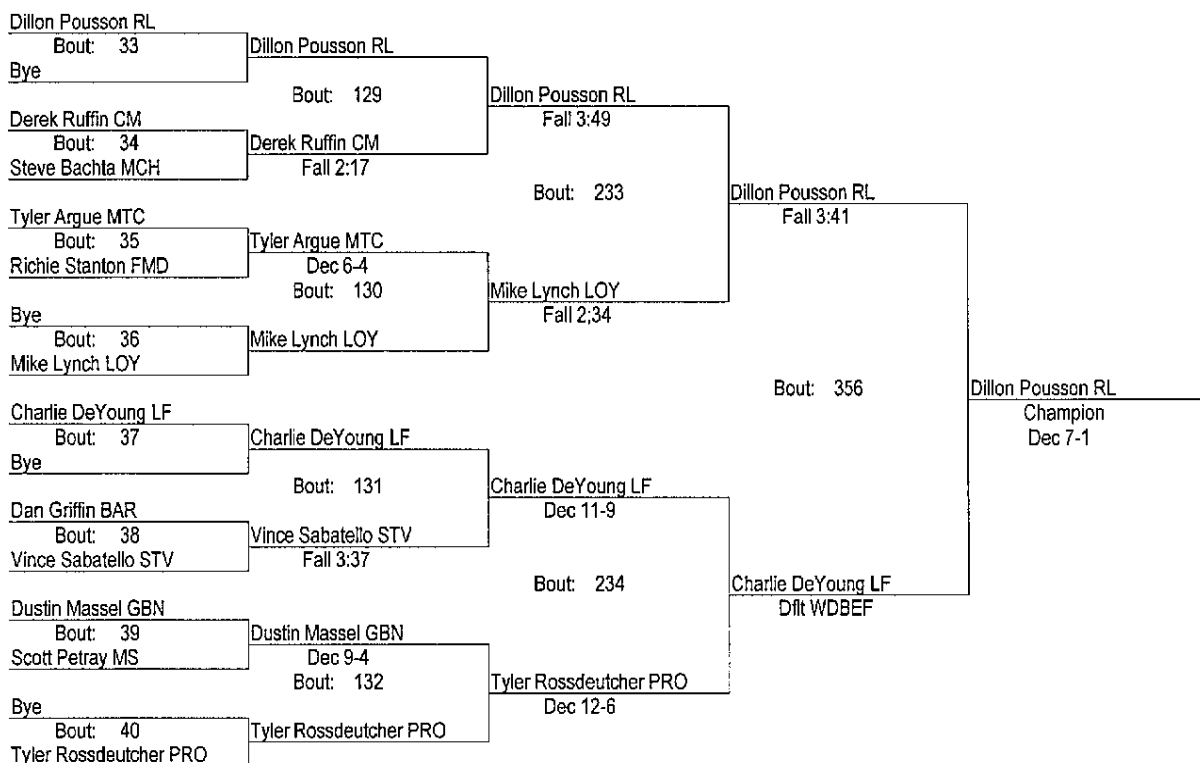 Dillon Pousson RL
Bout: 33
Bye
Dillon Pousson RL
Bout: 129
Derek Ruffin CM
Bout: 34
Steve Bachta MCH
Derek Ruffin CM
Fall 2:17
Dillon Pousson RL
Fall 3:49
Bout: 233
Tyler Argue MTC
Bout: 35
Richie Stanton FMD
Tyler Argue MTC
Dec 6-4
Bout: 130
Bye
Bout: 36
Mike Lynch LOY
Mike Lynch LOY
Mike Lynch LOY
Fall 2;34
Dillon Pousson RL
Fall 3:41
Bout: 356
Charlie DeYoung LF
Bout: 37
Bye
Charlie DeYoung LF
Bout: 131
Dan Griffin BAR
Bout: 38
Vince Sabatello STV
Vince Sabatello STV
Fall 3:37
Charlie DeYoung LF
Dec 11-9
Bout: 234
Dustin Massel GBN
Bout: 39
Scott Petray MS
Dustin Massel GBN
Dec 9-4
Bout: 132
Bye
Bout: 40
Tyler Rossdeutcher PRO
Tyler Rossdeutcher PRO
Tyler Rossdeutcher PRO
Dec 12-6
Charlie DeYoung LF
Dflt WDBEF
Dillon Pousson RL
Champion
Dec 7-1